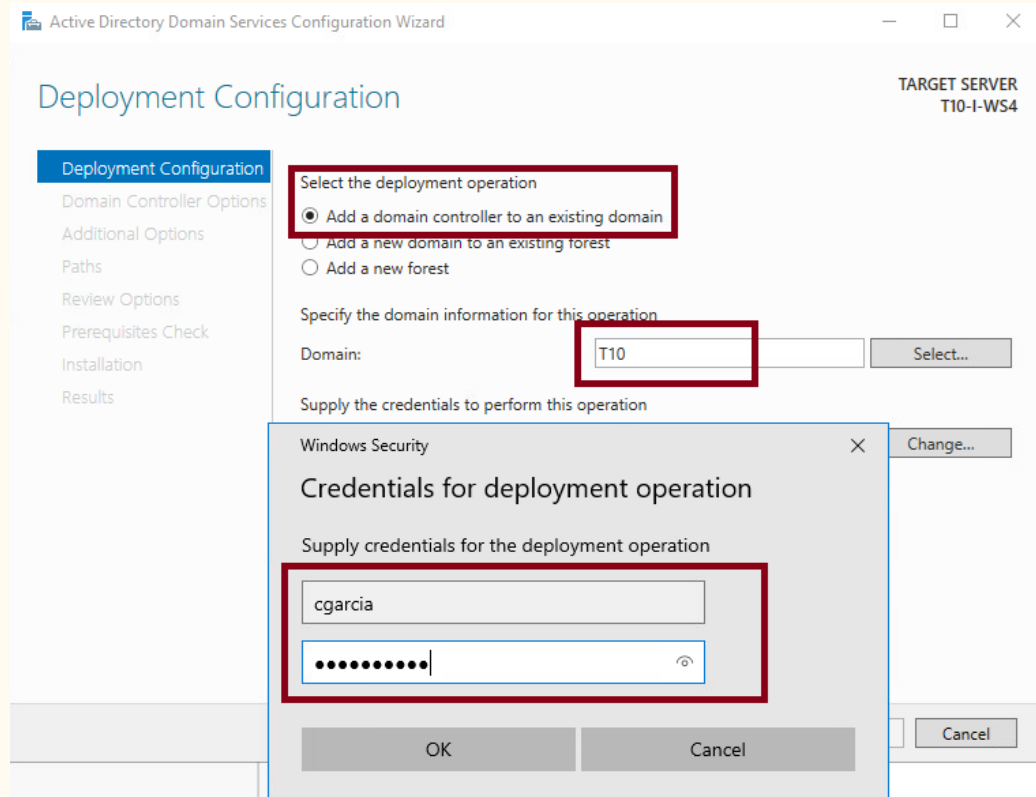 Active Directory Domain Services Configuration Wizard
Deployment Configuration
TARGET SERVER
T10-I-WS4
Deployment Configuration
Domain Controller Options
Additional Options
Paths
Review Options
Prerequisites Check
Installation
Results
Select the deployment operation
Add a domain controller to an existing domain
Add a new domain to an existing forest
Add a new forest
Specify the domain information for this operation
Domain:
T10
Select...
Supply the credentials to perform this operation
Change...
Windows Security
Credentials for deployment operation
Supply credentials for the deployment operation
cgarcia
●●●●●●●●●●
OK
Cancel
Cancel